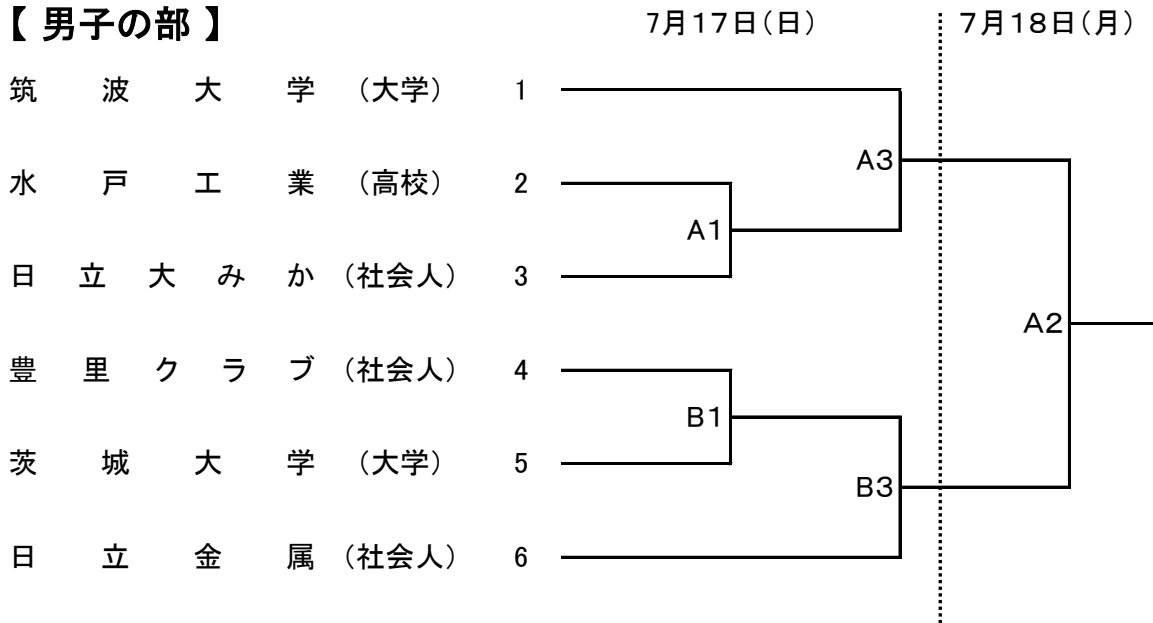 【 男子の部 】 7月17日(日) 7月18日(月)
筑波大学 (大学) 1
A3
水戸工業 (高校) 2
A1
日立大みか (社会人) 3
A2
豊里クラブ (社会人) 4
B1
茨城大学 (大学) 5
B3
日立金属 (社会人) 6